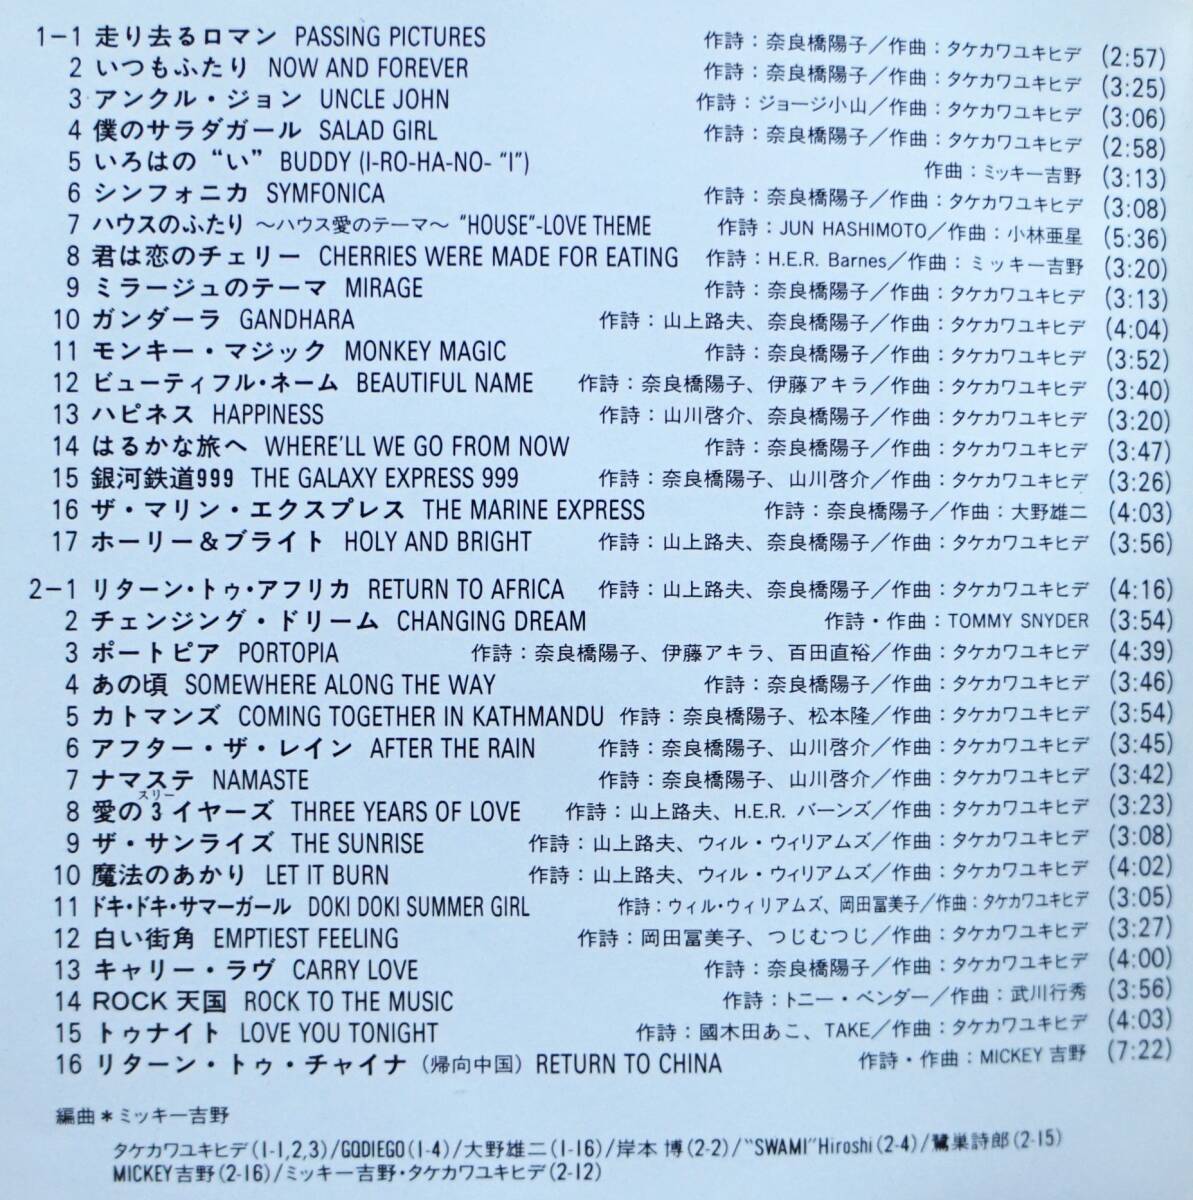 1−1 走り去るロマン PASSING PICTURES 作詩：奈良橋陽子／作曲：タケカワユキヒデ (2:57)
2 いつもふたり NOW AND FOREVER 作詩：奈良橋陽子／作曲：タケカワユキヒデ (3:25)
3 アンクル・ジョン UNCLE JOHN 作詩：ジョージ小山／作曲：タケカワユキヒデ (3:06)
4 僕のサラダガール SALAD GIRL 作詩：奈良橋陽子／作曲：タケカワユキヒデ (2:58)
5 いろはの “い” BUDDY (I-RO-HA-NO- “I”) 作曲：ミッキー吉野 (3:13)
6 シンフォニカ SYMFONICA 作詩：奈良橋陽子／作曲：タケカワユキヒデ (3:08)
7 ハウスのふたり 〜ハウス愛のテーマ〜 “HOUSE”-LOVE THEME 作詩：JUN HASHIMOTO／作曲：小林亜星 (5:36)
8 君は恋のチェリー CHERRIES WERE MADE FOR EATING 作詩：H.E.R. Barnes／作曲：ミッキー吉野 (3:20)
9 ミラージュのテーマ MIRAGE 作詩：奈良橋陽子／作曲：タケカワユキヒデ (3:13)
10 ガンダーラ GANDHARA 作詩：山上路夫、奈良橋陽子／作曲：タケカワユキヒデ (4:04)
11 モンキー・マジック MONKEY MAGIC 作詩：奈良橋陽子／作曲：タケカワユキヒデ (3:52)
12 ビューティフル・ネーム BEAUTIFUL NAME 作詩：奈良橋陽子、伊藤アキラ／作曲：タケカワユキヒデ (3:40)
13 ハピネス HAPPINESS 作詩：山川啓介、奈良橋陽子／作曲：タケカワユキヒデ (3:20)
14 はるかな旅へ WHERE'LL WE GO FROM NOW 作詩：奈良橋陽子／作曲：タケカワユキヒデ (3:47)
15 銀河鉄道999 THE GALAXY EXPRESS 999 作詩：奈良橋陽子、山川啓介／作曲：タケカワユキヒデ (3:26)
16 ザ・マリン・エクスプレス THE MARINE EXPRESS 作詩：奈良橋陽子／作曲：大野雄二 (4:03)
17 ホーリー＆ブライト HOLY AND BRIGHT 作詩：山上路夫、奈良橋陽子／作曲：タケカワユキヒデ (3:56)
2−1 リターン・トゥ・アフリカ RETURN TO AFRICA 作詩：山上路夫、奈良橋陽子／作曲：タケカワユキヒデ (4:16)
2 チェンジング・ドリーム CHANGING DREAM 作詩・作曲：TOMMY SNYDER (3:54)
3 ポートピア PORTOPIA 作詩：奈良橋陽子、伊藤アキラ、百田直裕／作曲：タケカワユキヒデ (4:39)
4 あの頃 SOMEWHERE ALONG THE WAY 作詩：奈良橋陽子／作曲：タケカワユキヒデ (3:46)
5 カトマンズ COMING TOGETHER IN KATHMANDU 作詩：奈良橋陽子、松本隆／作曲：タケカワユキヒデ (3:54)
6 アフター・ザ・レイン AFTER THE RAIN 作詩：奈良橋陽子、山川啓介／作曲：タケカワユキヒデ (3:45)
7 ナマステ NAMASTE 作詩：奈良橋陽子、山川啓介／作曲：タケカワユキヒデ (3:42)
スリー
8 愛の3イヤーズ THREE YEARS OF LOVE 作詩：山上路夫、H.E.R. バーンズ／作曲：タケカワユキヒデ (3:23)
9 ザ・サンライズ THE SUNRISE 作詩：山上路夫、ウィル・ウィリアムズ／作曲：タケカワユキヒデ (3:08)
10 魔法のあかり LET IT BURN 作詩：山上路夫、ウィル・ウィリアムズ／作曲：タケカワユキヒデ (4:02)
11 ドキ・ドキ・サマーガール DOKI DOKI SUMMER GIRL 作詩：ウィル・ウィリアムズ、岡田冨美子／作曲：タケカワユキヒデ (3:05)
12 白い街角 EMPTIEST FEELING 作詩：岡田冨美子、つじむつじ／作曲：タケカワユキヒデ (3:27)
13 キャリー・ラヴ CARRY LOVE 作詩：奈良橋陽子／作曲：タケカワユキヒデ (4:00)
14 ROCK 天国 ROCK TO THE MUSIC 作詩：トニー・ベンダー／作曲：武川行秀 (3:56)
15 トゥナイト LOVE YOU TONIGHT 作詩：國木田あこ、TAKE／作曲：タケカワユキヒデ (4:03)
16 リターン・トゥ・チャイナ (帰向中国) RETURN TO CHINA 作詩・作曲：MICKEY 吉野 (7:22)
編曲＊ミッキー吉野
タケカワユキヒデ(1-1,2,3)/GODIEGO(1-4)/大野雄二(1-16)/岸本 博(2-2)/“SWAMI”Hiroshi(2-4)/鷺巣詩郎(2-15)
MICKEY吉野(2-16)/ミッキー吉野・タケカワユキヒデ(2-12)